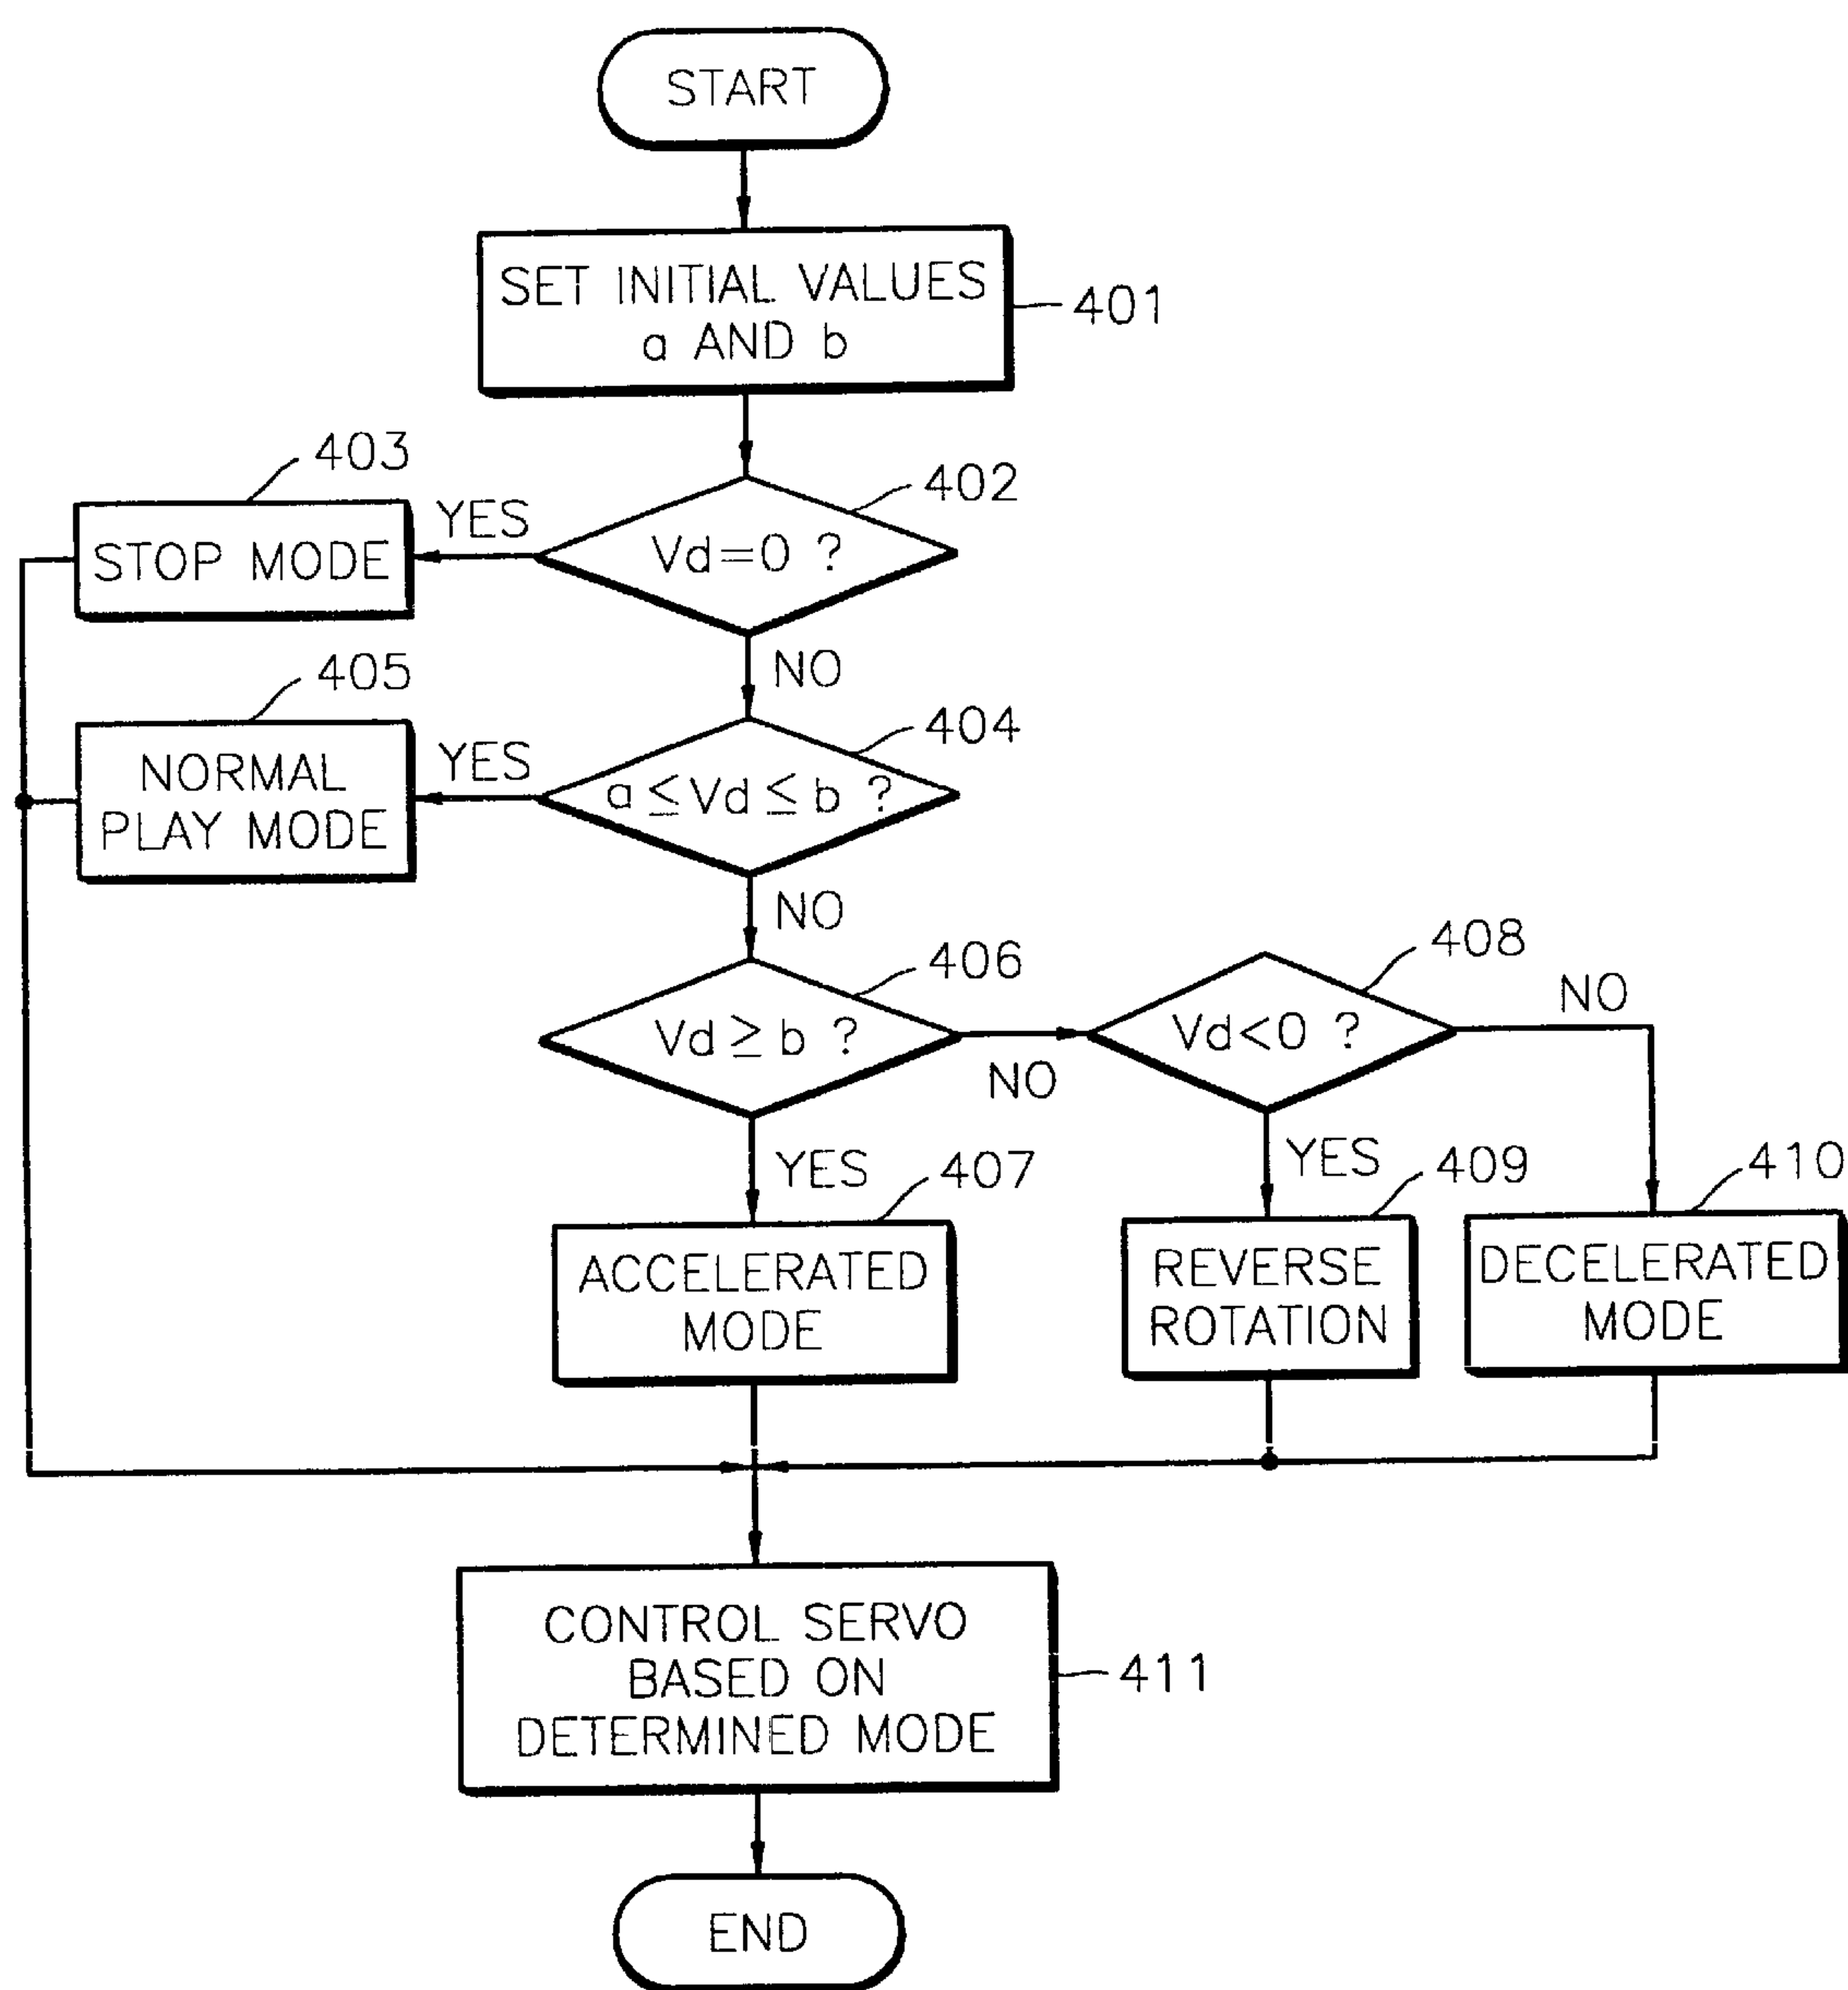 START
SET INITIAL VALUES
a AND b
401
403
402
STOP MODE
YES
Vd=0 ?
NO
405
404
NORMAL
PLAY MODE
YES
a≤Vd≤b ?
NO
406
408
Vd≥b ?
NO
Vd<0 ?
NO
YES
407
YES
409
410
ACCELERATED
MODE
REVERSE
ROTATION
DECELERATED
MODE
CONTROL SERVO
BASED ON
DETERMINED MODE
411
END